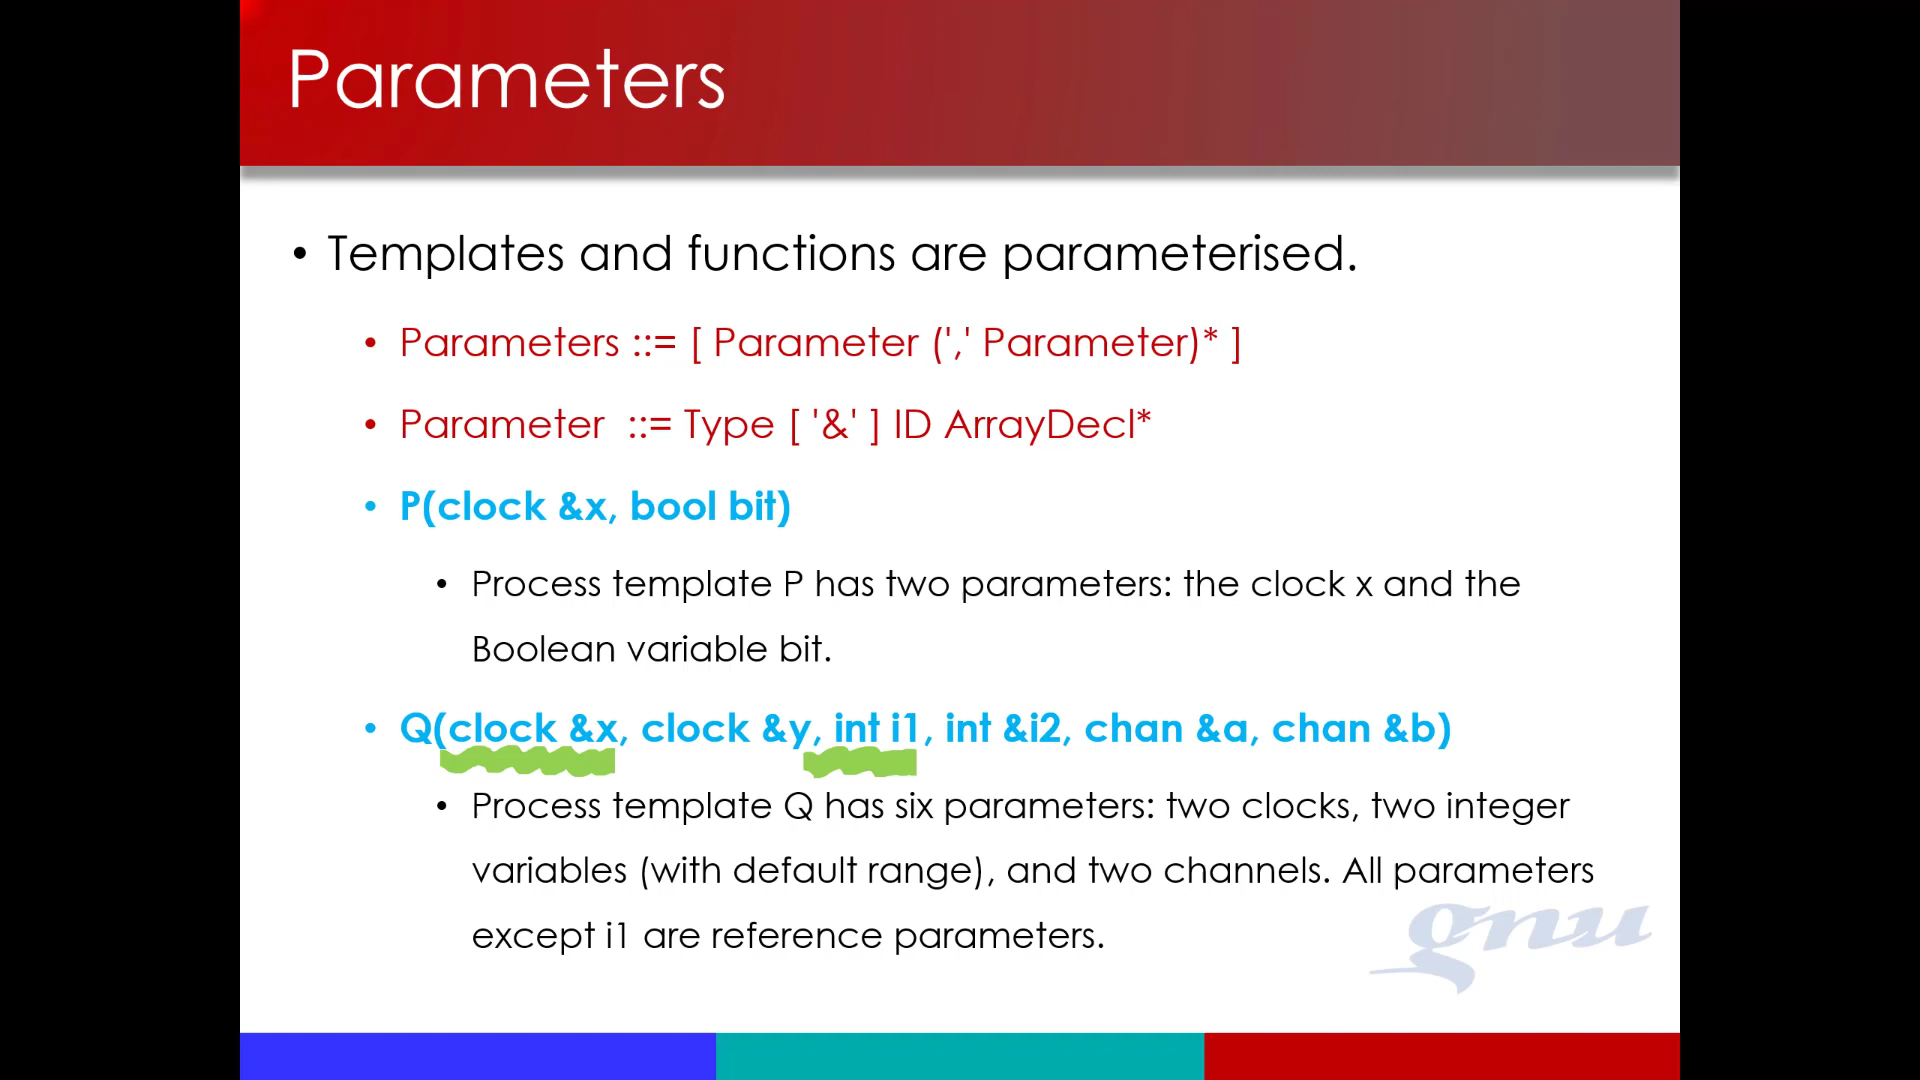 Parameters
• Templates and functions are parameterised.
• Parameters ::= [ Parameter (',' Parameter)* ]
• Parameter ::= Type [ '&' ] ID ArrayDecl*
• P(clock &x, bool bit)
• Process template P has two parameters: the clock x and the
Boolean variable bit.
• Q(clock &x, clock &y, int i1, int &i2, chan &a, chan &b)
• Process template Q has six parameters: two clocks, two integer
variables (with default range), and two channels. All parameters
except i1 are reference parameters.
gnu